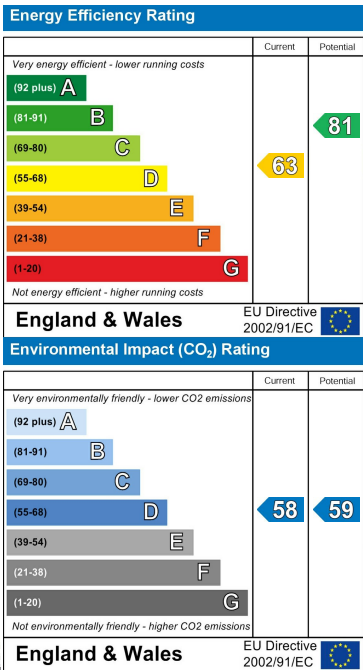 Energy Efficiency Rating
Current Potential
Very energy efficient - lower running costs
(92 plus) A
(81-91) B
81
(69-80) C
63
(55-68) D
(39-54) E
(21-38) F
(1-20) G
Not energy efficient - higher running costs
England & Wales
EU Directive
2002/91/EC
Environmental Impact (CO₂) Rating
Current Potential
Very environmentally friendly - lower CO2 emissions
(92 plus) A
(81-91) B
(69-80) C
(55-68) D
58 59
(39-54) E
(21-38) F
(1-20) G
Not environmentally friendly - higher CO2 emissions
England & Wales
EU Directive
2002/91/EC